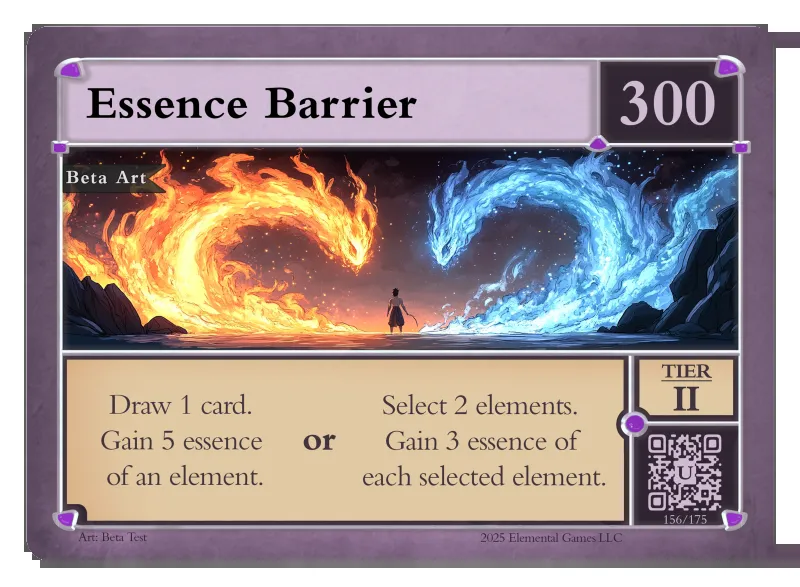 Essence Barrier
300
Beta Art
Draw 1 card.
Gain 5 essence
of an element.
or
Select 2 elements.
Gain 3 essence of
each selected element.
TIER
II
U
156/175
Art: Beta Test
2025 Elemental Games LLC